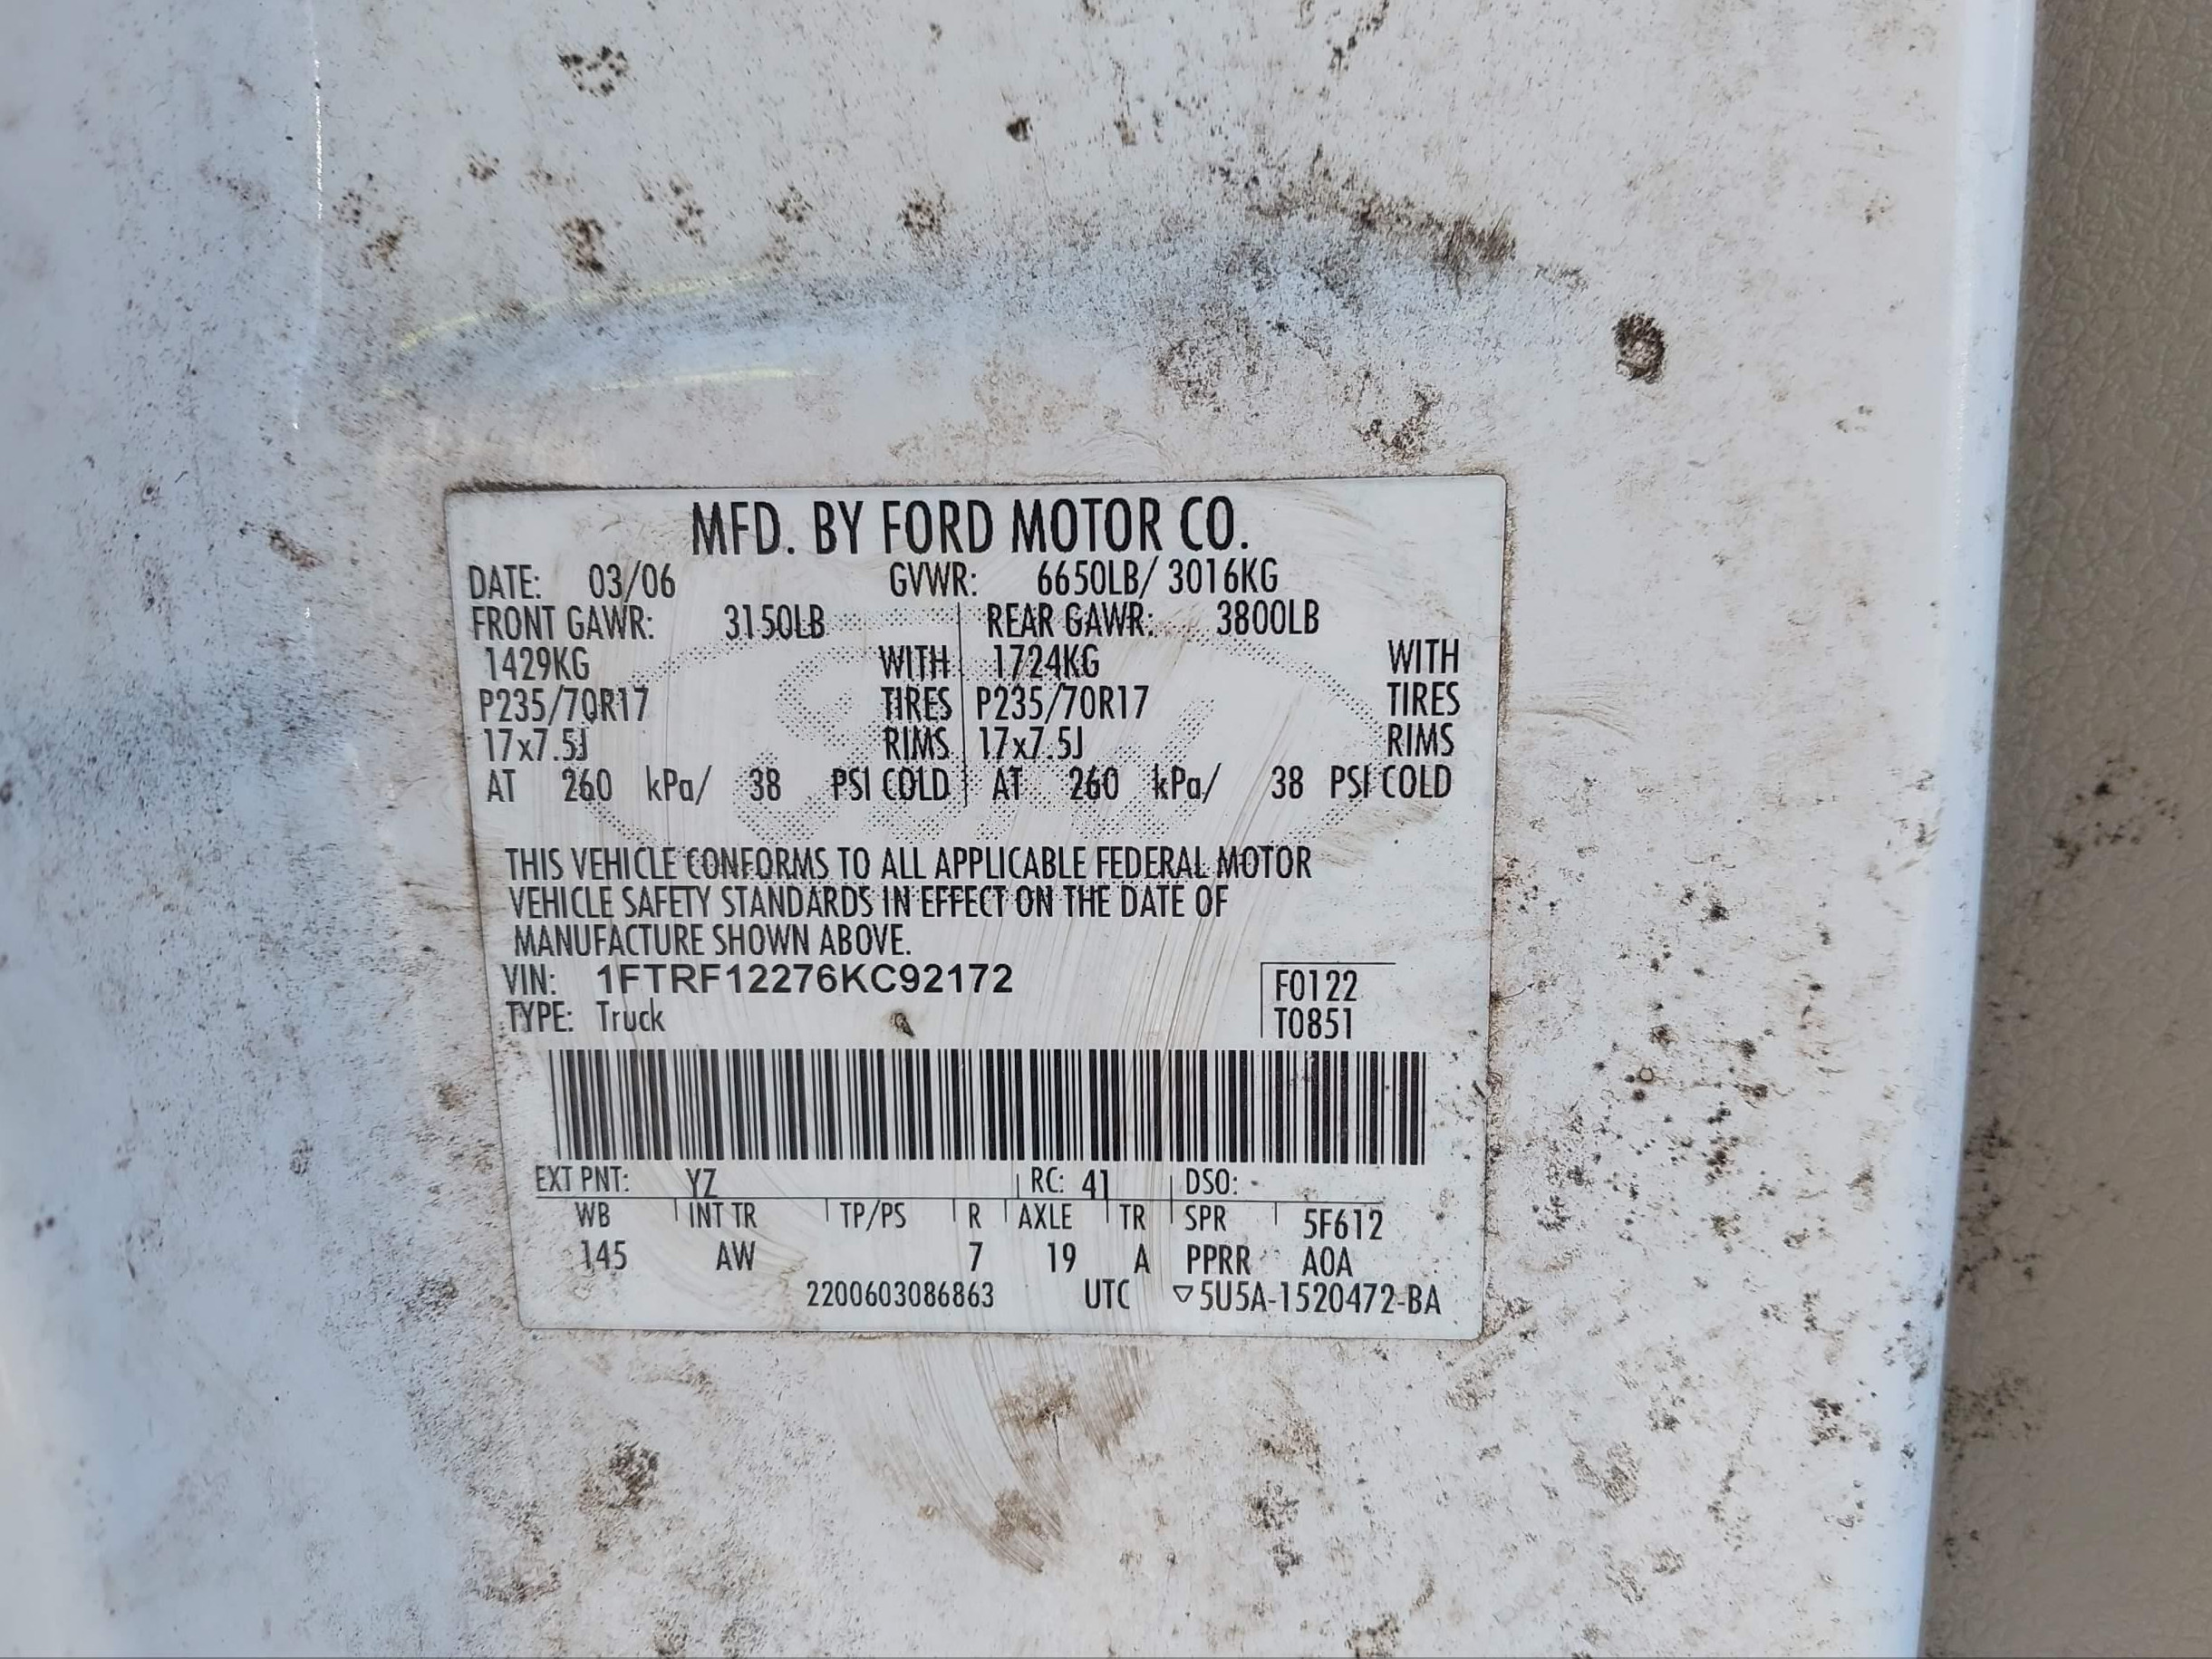 MFD. BY FORD MOTOR CO.
DATE: 03/06 GVWR: 6650LB/ 3016KG
FRONT GAWR: 3150LB REAR GAWR: 3800LB
1429KG WITH 1724KG WITH
P235/70R17 TIRES P235/70R17 TIRES
17x7.5J RIMS 17x7.5J RIMS
AT 260 kPa/ 38 PSI COLD AT 260 kPa/ 38 PSI COLD
THIS VEHICLE CONFORMS TO ALL APPLICABLE FEDERAL MOTOR
VEHICLE SAFETY STANDARDS IN EFFECT ON THE DATE OF
MANUFACTURE SHOWN ABOVE.
VIN: 1FTRF12276KC92172 F0122
TYPE: Truck T0851
EXT PNT: YZ RC: 41 DSO:
WB INT TR TP/PS R AXLE TR SPR 5F612
145 AW 7 19 A PPRR A0A
2200603086863 UTC ▽5U5A-1520472-BA